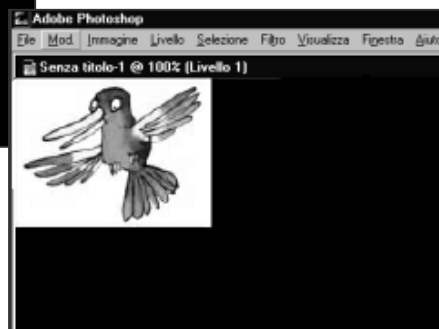 Adobe Photoshop
File Mod. Immagine Livello Selezione Filtro Visualizza Finestra Aiuto
Senza titolo-1 @ 100% (Livello 1)